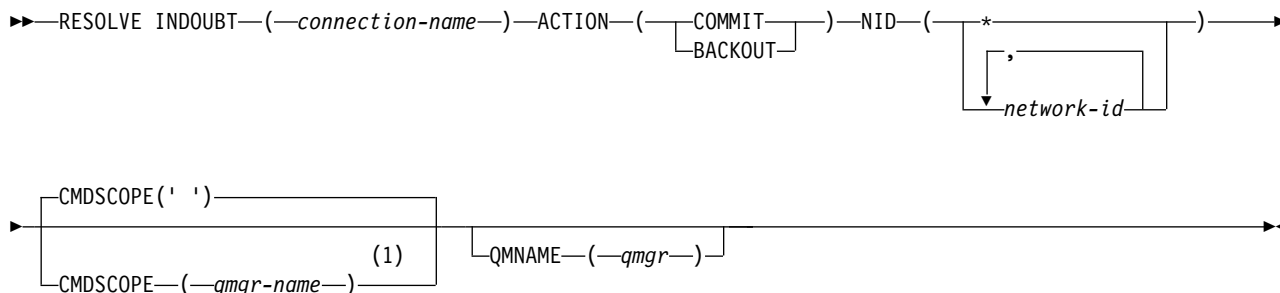 RESOLVE INDOUBT ( connection-name ) ACTION ( COMMIT ) NID ( * )
BACKOUT
,
network-id
CMDSCOPE(' ')
(1)
CMDSCOPE ( qmgr-name )
QMNAME ( qmgr )